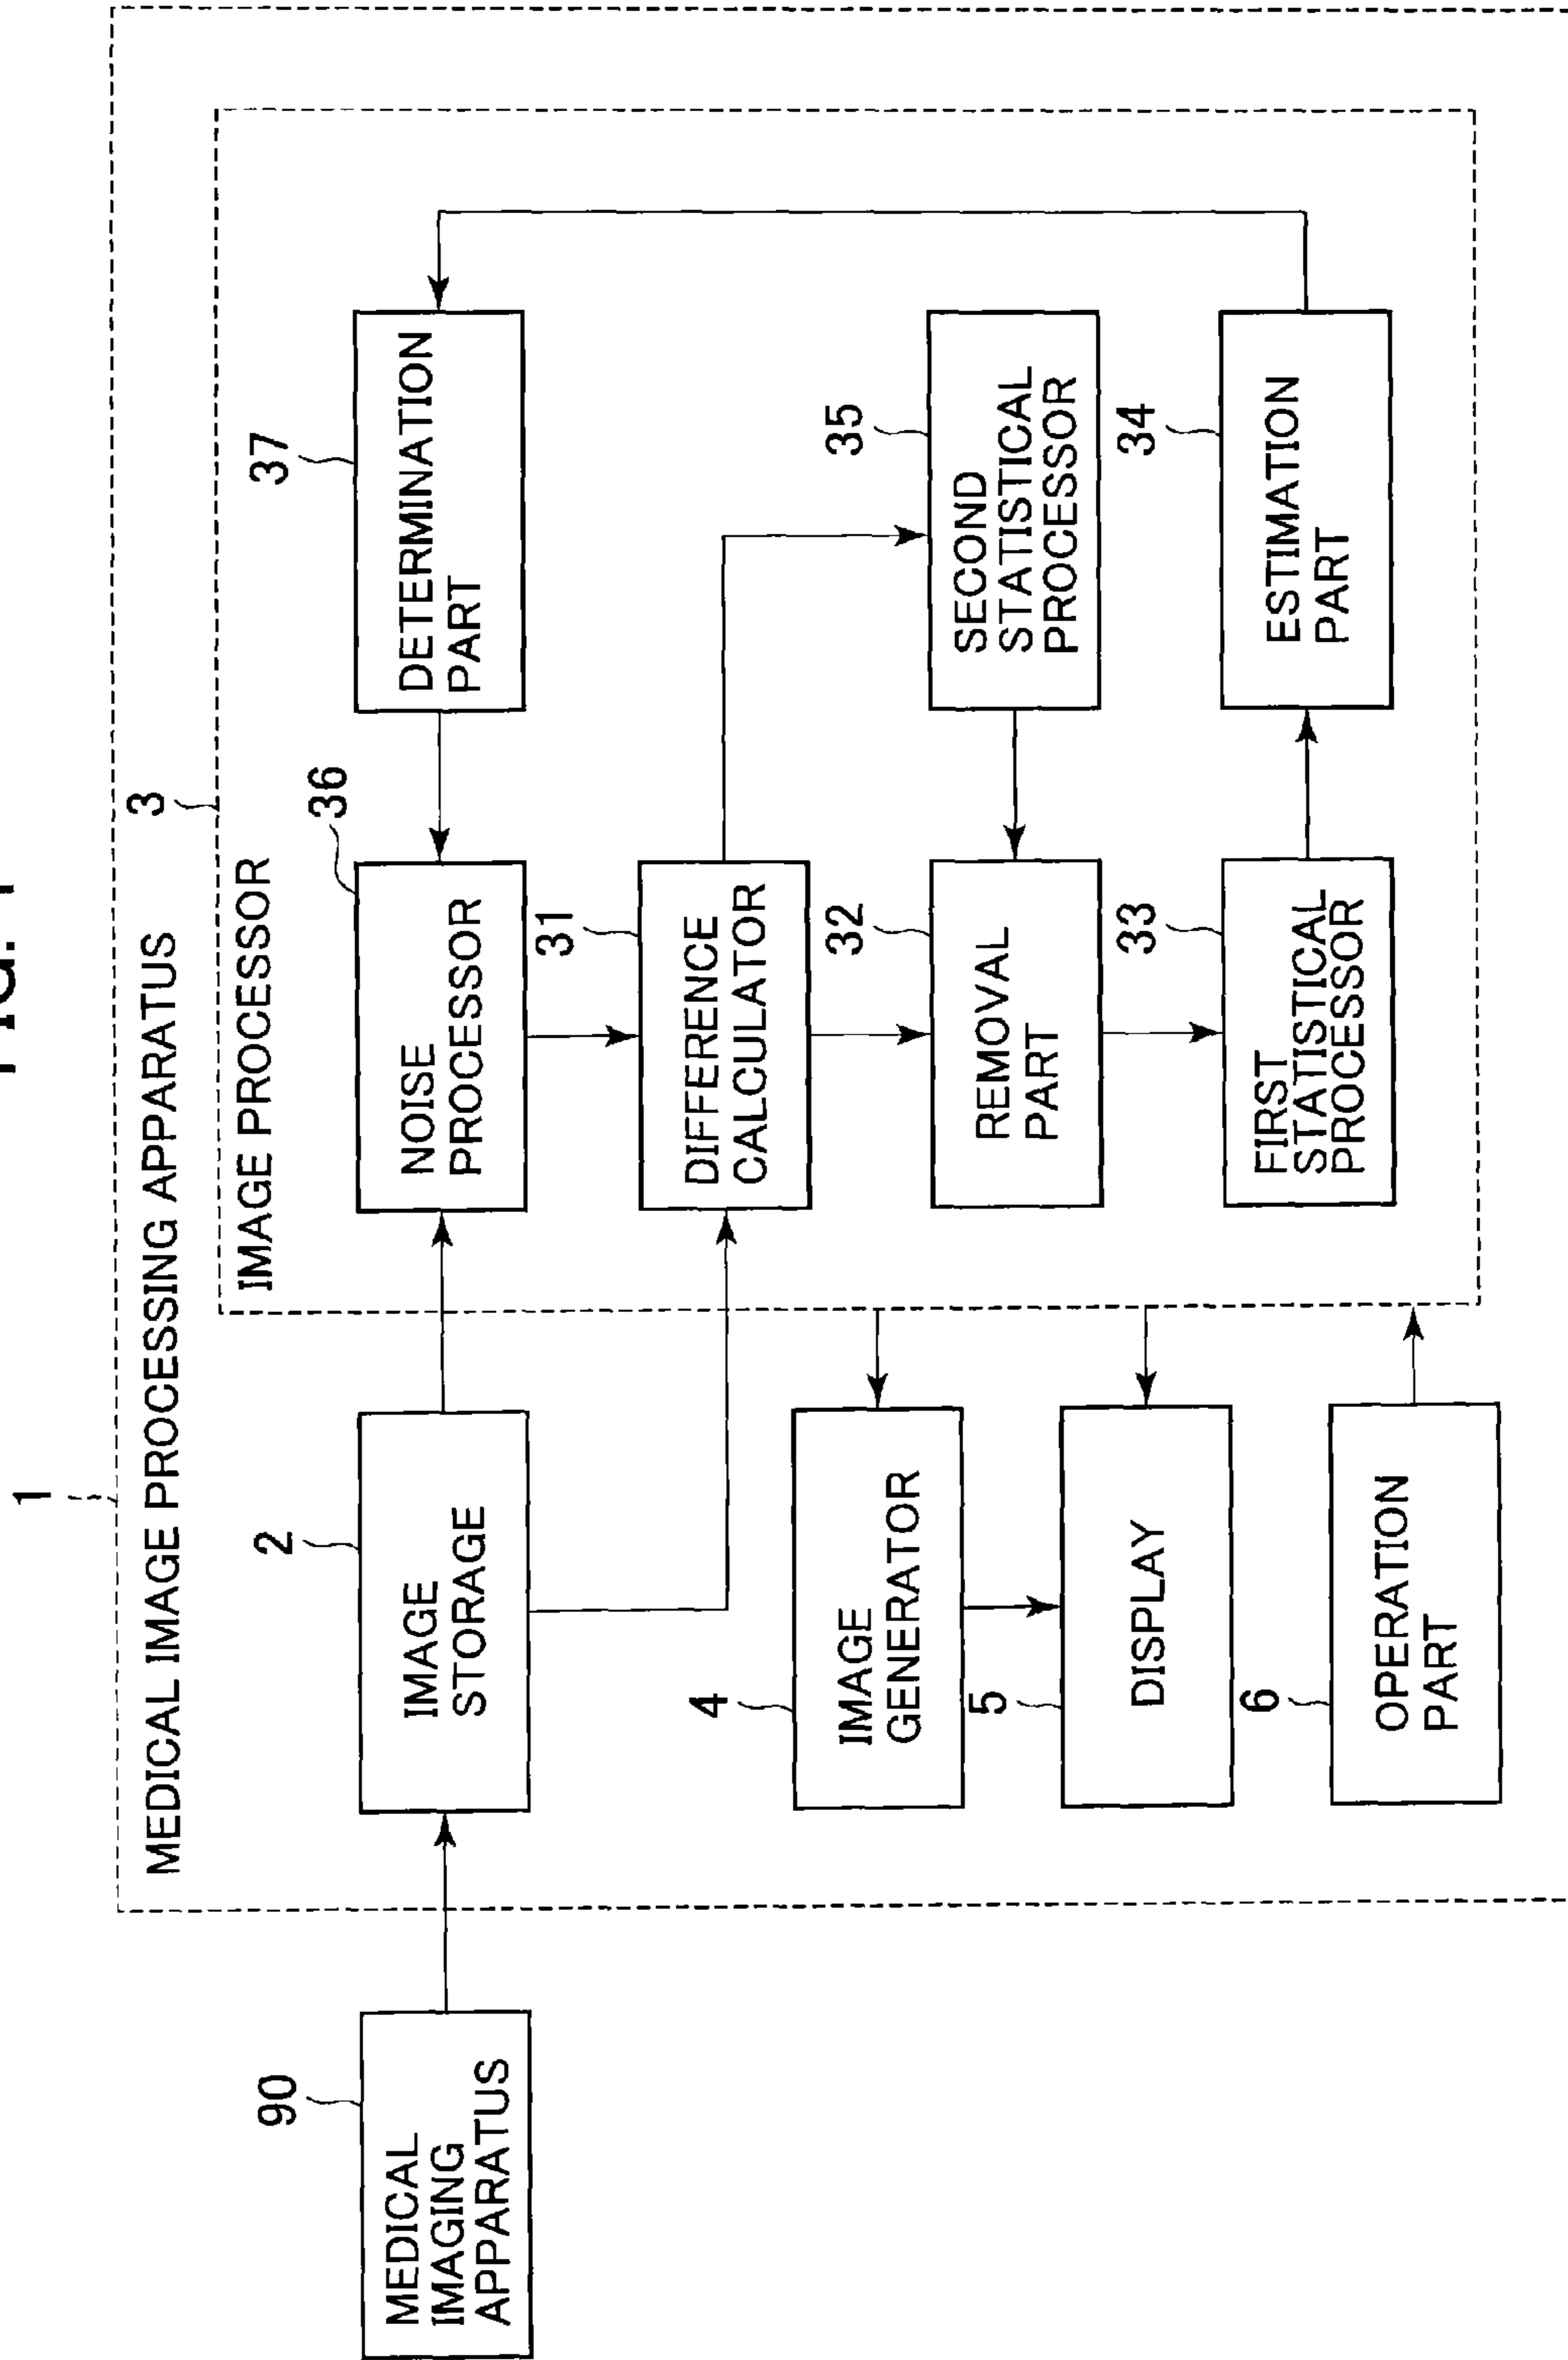 FIG. 1
1
MEDICAL IMAGE PROCESSING APPARATUS
3
IMAGE PROCESSOR
90
MEDICAL
IMAGING
APPARATUS
2
IMAGE
STORAGE
36
NOISE
PROCESSOR
37
DETERMINATION
PART
31
DIFFERENCE
CALCULATOR
4
IMAGE
GENERATOR
32
REMOVAL
PART
35
SECOND
STATISTICAL
PROCESSOR
5
DISPLAY
33
FIRST
STATISTICAL
PROCESSOR
34
ESTIMATION
PART
6
OPERATION
PART